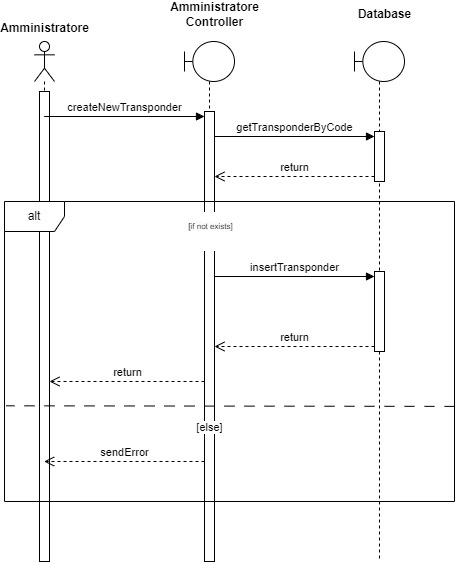 Amministratore
Amministratore
Controller
Database
createNewTransponder
getTransponderByCode
return
alt
[if not exists]
insertTransponder
return
return
[else]
sendError